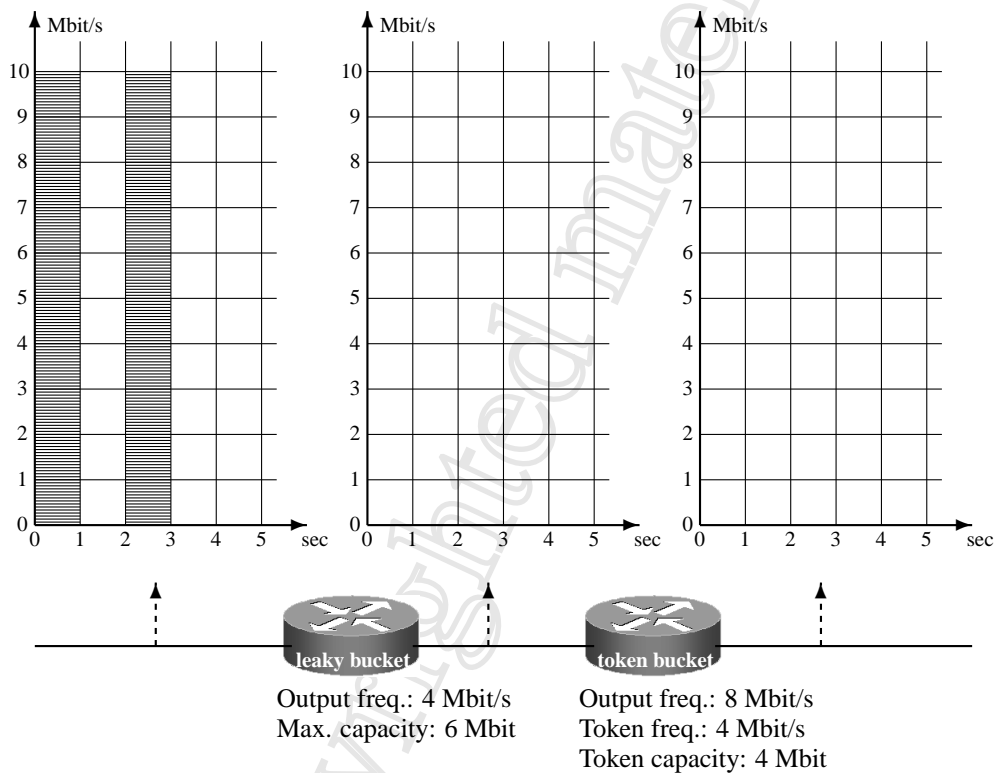 Mbit/s
10
9
8
7
6
5
4
3
2
1
0
0 1 2 3 4 5 sec
Mbit/s
10
9
8
7
6
5
4
3
2
1
0
0 1 2 3 4 5 sec
Mbit/s
10
9
8
7
6
5
4
3
2
1
0
0 1 2 3 4 5 sec
leaky bucket
Output freq.: 4 Mbit/s
Max. capacity: 6 Mbit
token bucket
Output freq.: 8 Mbit/s
Token freq.: 4 Mbit/s
Token capacity: 4 Mbit